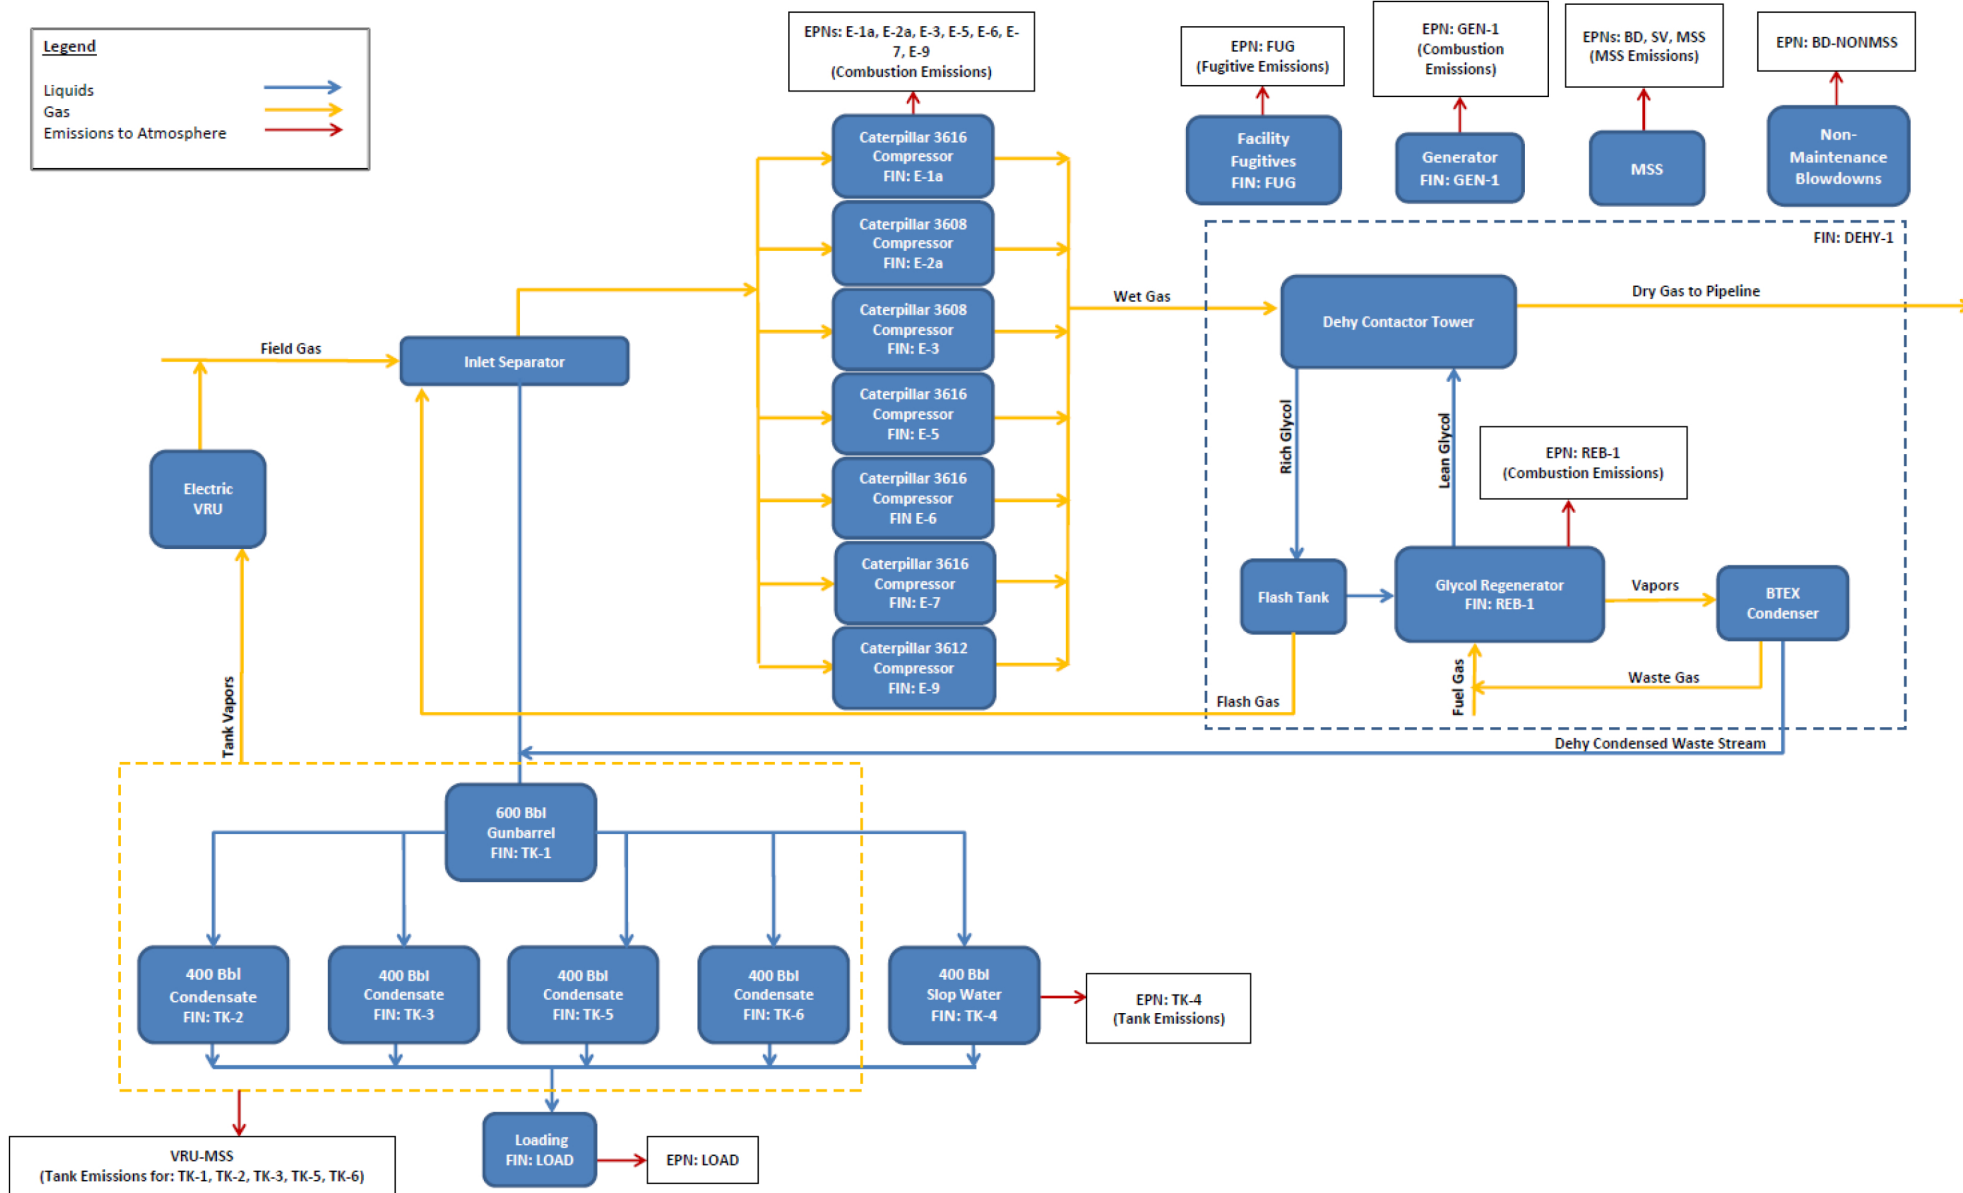 Legend
Liquids
Gas
Emissions to Atmosphere
EPNs: E-1a, E-2a, E-3, E-5, E-6, E-
7, E-9
(Combustion Emissions)
EPN: FUG
(Fugitive Emissions)
EPN: GEN-1
(Combustion
Emissions)
EPNs: BD, SV, MSS
(MSS Emissions)
EPN: BD-NONMSS
Facility
Fugitives
FIN: FUG
Generator
FIN: GEN-1
MSS
Non-
Maintenance
Blowdowns
Caterpillar 3616
Compressor
FIN: E-1a
Caterpillar 3608
Compressor
FIN: E-2a
Caterpillar 3608
Compressor
FIN: E-3
Caterpillar 3616
Compressor
FIN: E-5
Caterpillar 3616
Compressor
FIN E-6
Caterpillar 3616
Compressor
FIN: E-7
Caterpillar 3612
Compressor
FIN: E-9
Field Gas
Inlet Separator
Electric
VRU
Tank Vapors
Wet Gas
FIN: DEHY-1
Dehy Contactor Tower
Dry Gas to Pipeline
Rich Glycol
Lean Glycol
EPN: REB-1
(Combustion Emissions)
Flash Tank
Glycol Regenerator
FIN: REB-1
Vapors
BTEX
Condenser
Fuel Gas
Waste Gas
Flash Gas
Dehy Condensed Waste Stream
600 Bbl
Gunbarrel
FIN: TK-1
400 Bbl
Condensate
FIN: TK-2
400 Bbl
Condensate
FIN: TK-3
400 Bbl
Condensate
FIN: TK-5
400 Bbl
Condensate
FIN: TK-6
400 Bbl
Slop Water
FIN: TK-4
EPN: TK-4
(Tank Emissions)
VRU-MSS
(Tank Emissions for: TK-1, TK-2, TK-3, TK-5, TK-6)
Loading
FIN: LOAD
EPN: LOAD